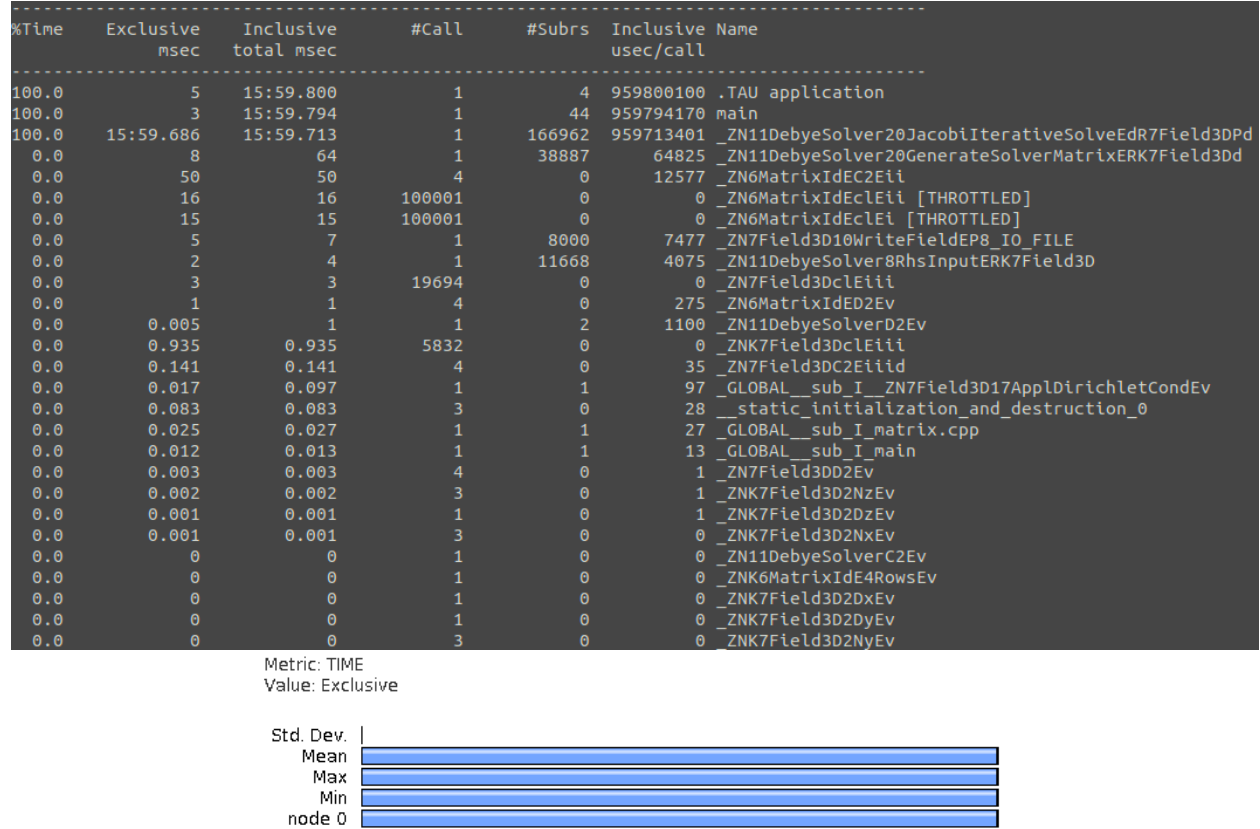 ---------------------------------------------------------------------------------------
%Time Exclusive Inclusive #Call #Subrs Inclusive Name
msec total msec usec/call
---------------------------------------------------------------------------------------
100.0 5 15:59.800 1 4 959800100 .TAU application
100.0 3 15:59.794 1 44 959794170 main
100.0 15:59.686 15:59.713 1 166962 959713401 _ZN11DebyeSolver20JacobiIterativeSolveEdR7Field3DPd
0.0 8 64 1 38887 64825 _ZN11DebyeSolver20GenerateSolverMatrixERK7Field3Dd
0.0 50 50 4 0 12577 _ZN6MatrixIdEC2Eii
0.0 16 16 100001 0 0 _ZN6MatrixIdEclEii [THROTTLED]
0.0 15 15 100001 0 0 _ZN6MatrixIdEclEi [THROTTLED]
0.0 5 7 1 8000 7477 _ZN7Field3D10WriteFieldEP8_IO_FILE
0.0 2 4 1 11668 4075 _ZN11DebyeSolver8RhsInputERK7Field3D
0.0 3 3 19694 0 0 _ZN7Field3DclEiii
0.0 1 1 4 0 275 _ZN6MatrixIdED2Ev
0.0 0.005 1 1 2 1100 _ZN11DebyeSolverD2Ev
0.0 0.935 0.935 5832 0 0 _ZNK7Field3DclEiii
0.0 0.141 0.141 4 0 35 _ZN7Field3DC2Eiiid
0.0 0.017 0.097 1 1 97 _GLOBAL__sub_I__ZN7Field3D17ApplDirichletCondEv
0.0 0.083 0.083 3 0 28 __static_initialization_and_destruction_0
0.0 0.025 0.027 1 1 27 _GLOBAL__sub_I_matrix.cpp
0.0 0.012 0.013 1 1 13 _GLOBAL__sub_I_main
0.0 0.003 0.003 4 0 1 _ZN7Field3DD2Ev
0.0 0.002 0.002 3 0 1 _ZNK7Field3D2NzEv
0.0 0.001 0.001 1 0 1 _ZNK7Field3D2DzEv
0.0 0.001 0.001 3 0 0 _ZNK7Field3D2NxEv
0.0 0 0 1 0 0 _ZN11DebyeSolverC2Ev
0.0 0 0 1 0 0 _ZNK6MatrixIdE4RowsEv
0.0 0 0 1 0 0 _ZNK7Field3D2DxEv
0.0 0 0 1 0 0 _ZNK7Field3D2DyEv
0.0 0 0 3 0 0 _ZNK7Field3D2NyEv
Metric: TIME
Value: Exclusive
Std. Dev.
Mean
Max
Min
node 0